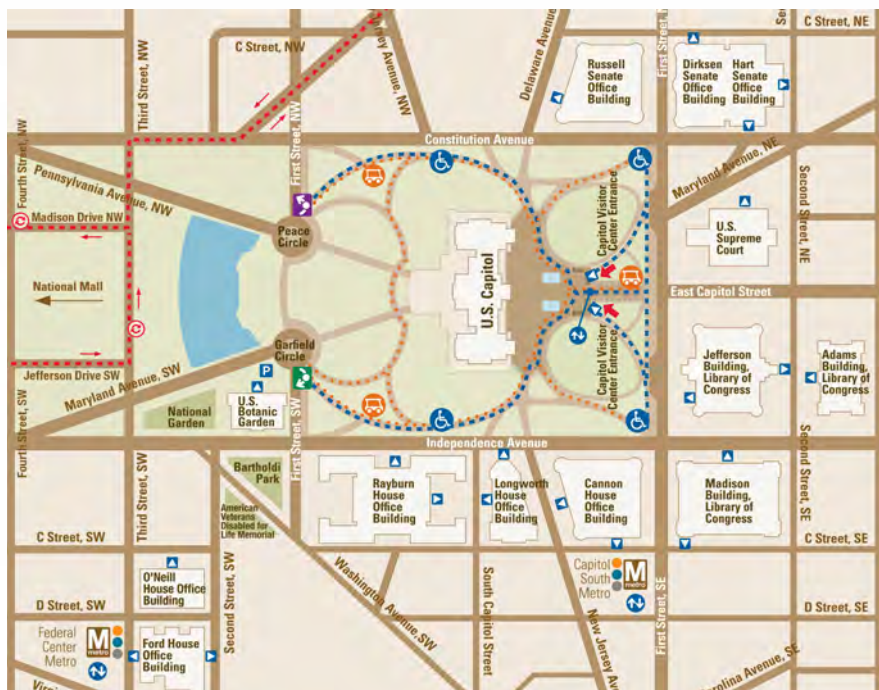 C Street, NE
C Street, NW
Third Street, NW
Delaware Avenue
Russell
Senate
Office
Building
Dirksen
Senate
Office
Building
Hart
Senate
Office
Building
First Street, NW
Constitution Avenue
Fourth Street, NW
Pennsylvania Avenue, NW
Maryland Avenue, NE
Second Street, NE
Madison Drive NW
Peace
Circle
Capitol Visitor
Center Entrance
U.S.
Supreme
Court
National
Mall
U.S. Capitol
East Capitol Street
Garfield
Circle
Capitol Visitor
Center Entrance
Jefferson
Building,
Library of
Congress
Adams
Building,
Library of
Congress
Jefferson Drive SW
Maryland Avenue, SW
P
U.S.
Botanic
Garden
National
Garden
Fourth Street, SW
First Street, SW
Independence Avenue
Second Street, SE
Bartholdi
Park
American
Veterans
Disabled for
Life Memorial
Rayburn
House
Office
Building
Longworth
House
Office
Building
Cannon
House
Office
Building
Madison
Building,
Library of
Congress
Third Street, SW
C Street, SW
C Street, SE
O'Neill
House Office
Building
Washington Avenue, SW
Capitol
South
Metro
M
metro
D Street, SW
D Street, SE
Second Street, SW
South Capitol Street
First Street, SE
Federal
Center
Metro
M
metro
Ford House
Office
Building